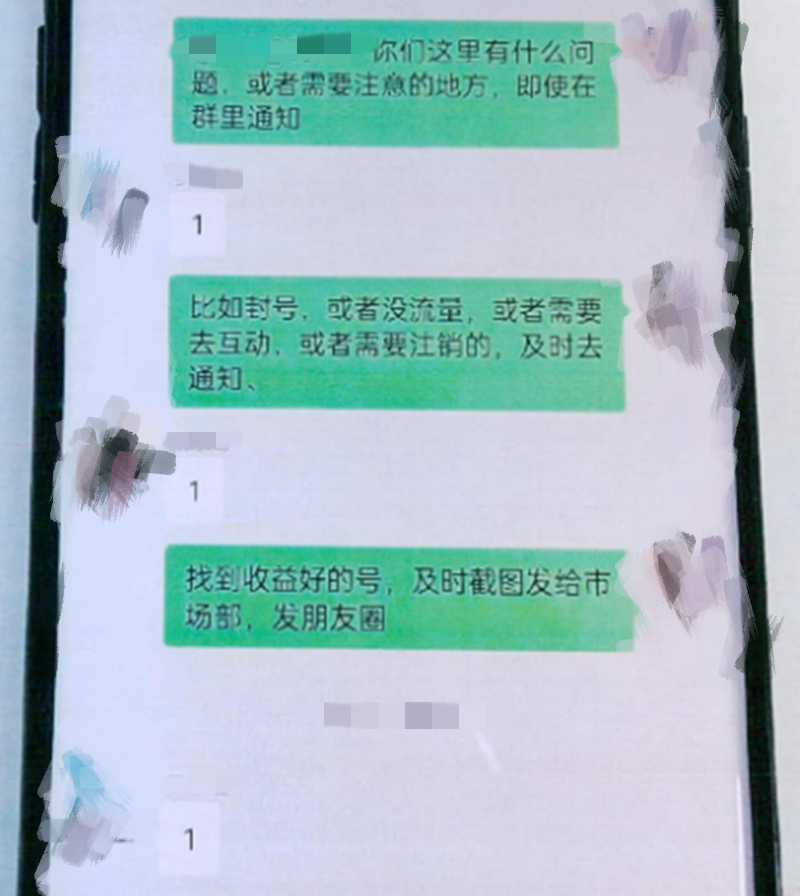 你们这里有什么问
题，或者需要注意的地方，即使在
群里通知
1
比如封号，或者没流量，或者需要
去互动，或者需要注销的，及时去
通知、
1
找到收益好的号，及时截图发给市
场部，发朋友圈
1